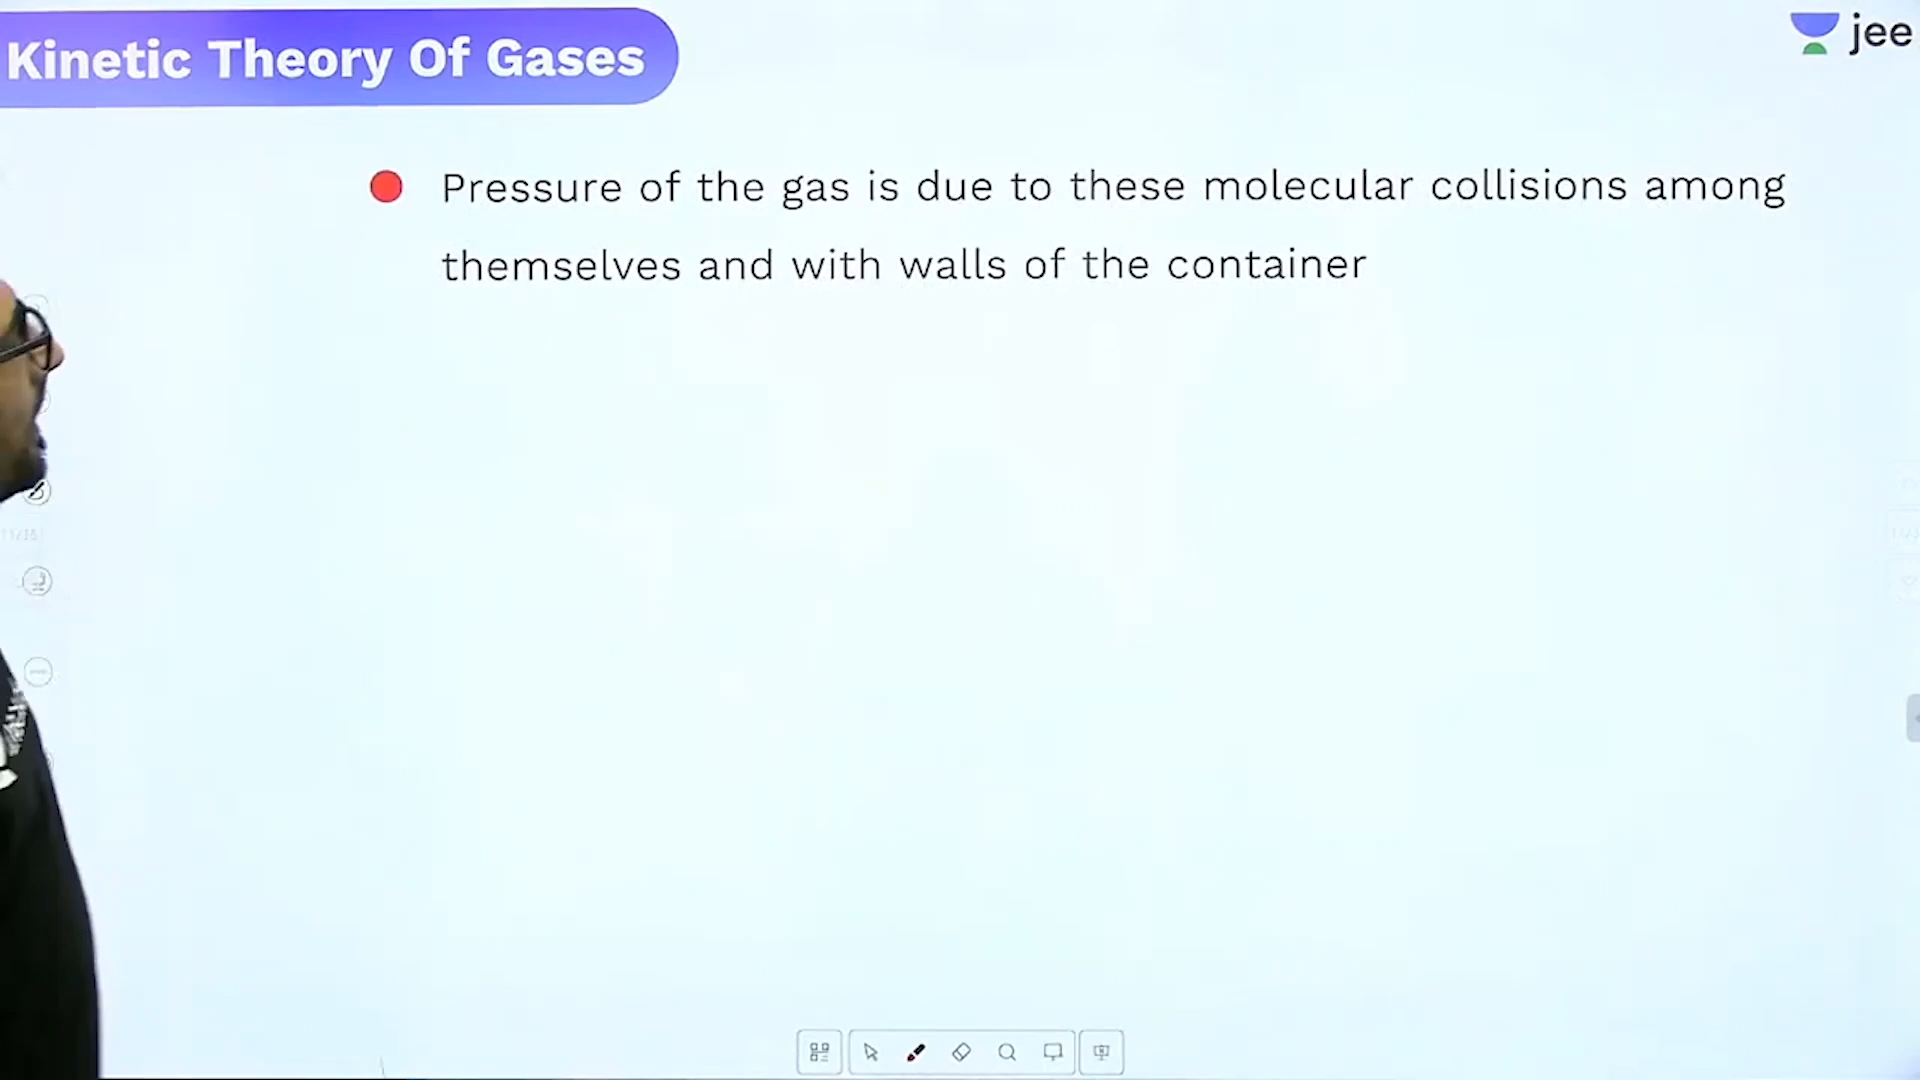 Kinetic Theory Of Gases
jee
Pressure of the gas is due to these molecular collisions among
themselves and with walls of the container